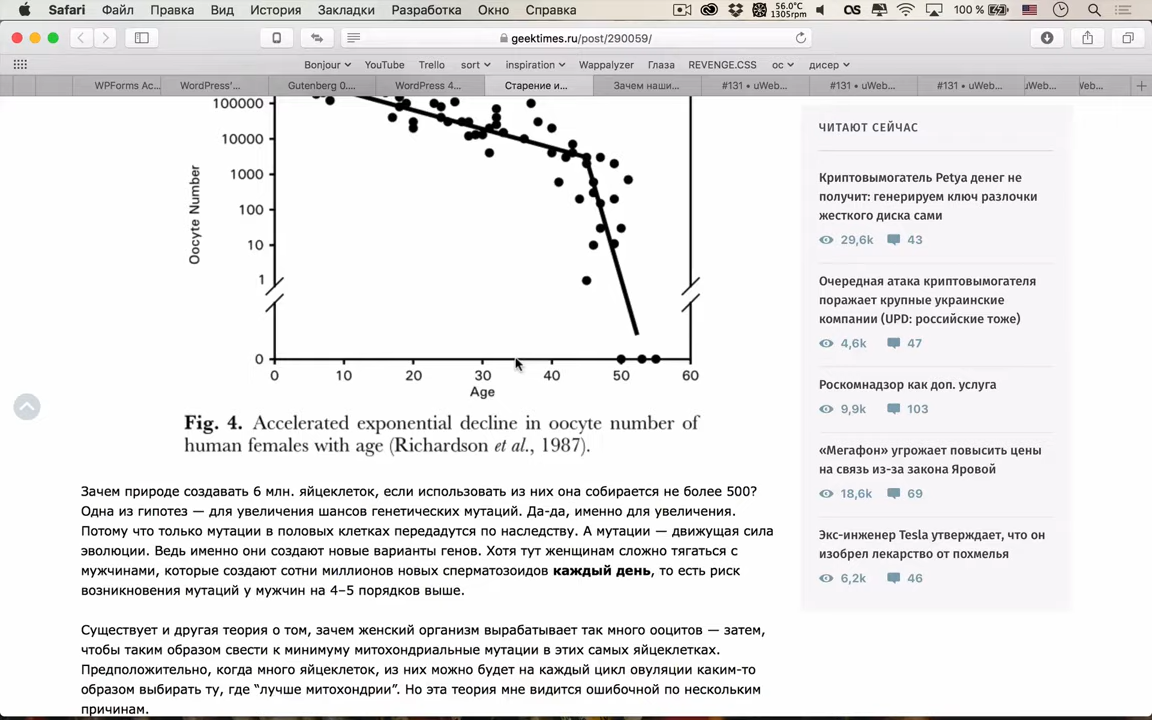 Safari Файл Правка Вид История Закладки Разработка Окно Справка 56.0°C 1305rpm 100 %
geektimes.ru/post/290059/
Bonjour YouTube Trello sort inspiration Wappalyzer Глаза REVENGE.CSS ос дисер
WPForms Ac... WordPress'... Gutenberg 0.... WordPress 4.... Старение и... Зачем наши... #131 • uWeb... #131 • uWeb... #131 • uWeb... uWeb... Veb...
100000
10000
1000
100
10
1
0
Oocyte Number
0 10 20 30 40 50 60
Age
Fig. 4. Accelerated exponential decline in oocyte number of
human females with age (Richardson et al., 1987).
Зачем природе создавать 6 млн. яйцеклеток, если использовать из них она собирается не более 500?
Одна из гипотез — для увеличения шансов генетических мутаций. Да-да, именно для увеличения.
Потому что только мутации в половых клетках передадутся по наследству. А мутации — движущая сила
эволюции. Ведь именно они создают новые варианты генов. Хотя тут женщинам сложно тягаться с
мужчинами, которые создают сотни миллионов новых сперматозоидов каждый день, то есть риск
возникновения мутаций у мужчин на 4–5 порядков выше.
Существует и другая теория о том, зачем женский организм вырабатывает так много ооцитов — затем,
чтобы таким образом свести к минимуму митохондриальные мутации в этих самых яйцеклетках.
Предположительно, когда много яйцеклеток, из них можно будет на каждый цикл овуляции каким-то
образом выбирать ту, где “лучше митохондрии”. Но эта теория мне видится ошибочной по нескольким
причинам.
ЧИТАЮТ СЕЙЧАС
Криптовымогатель Petya денег не
получит: генерируем ключ разлочки
жесткого диска сами
29,6k 43
Очередная атака криптовымогателя
поражает крупные украинские
компании (UPD: российские тоже)
4,6k 47
Роскомнадзор как доп. услуга
9,9k 103
«Мегафон» угрожает повысить цены
на связь из-за закона Яровой
18,6k 69
Экс-инженер Tesla утверждает, что он
изобрел лекарство от похмелья
6,2k 46